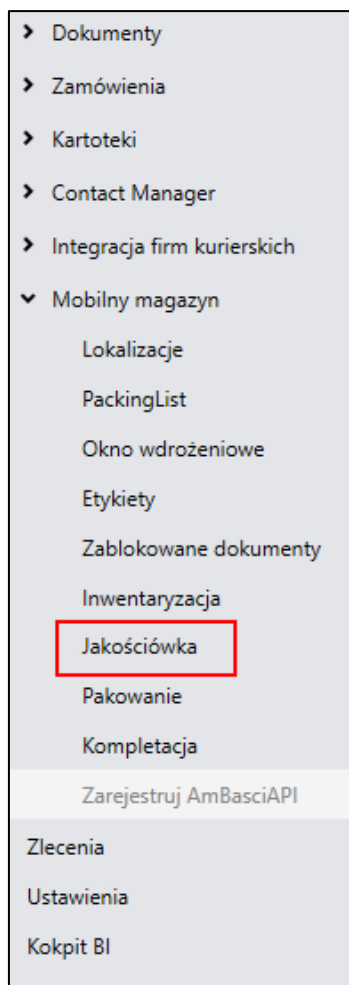 Dokumenty
Zamówienia
Kartoteki
Contact Manager
Integracja firm kurierskich
Mobilny magazyn
Lokalizacje
PackingList
Okno wdrożeniowe
Etykiety
Zablokowane dokumenty
Inwentaryzacja
Jakościówka
Pakowanie
Kompletacja
Zarejestruj AmBasciAPI
Zlecenia
Ustawienia
Kokpit BI